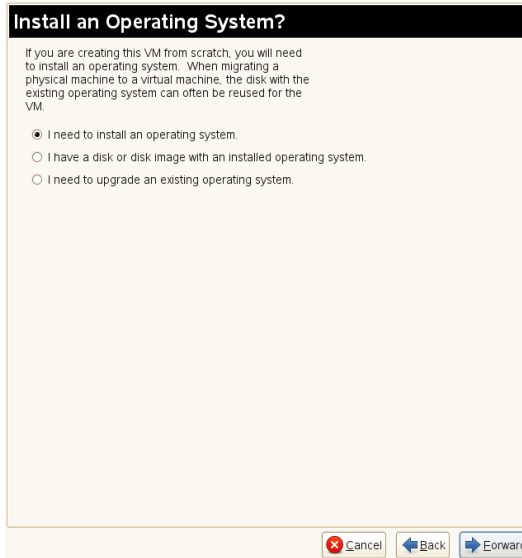 Install an Operating System?
If you are creating this VM from scratch, you will need
to install an operating system.  When migrating a
physical machine to a virtual machine, the disk with the
existing operating system can often be reused for the
VM.
I need to install an operating system.
I have a disk or disk image with an installed operating system.
I need to upgrade an existing operating system.
Cancel Back Forward